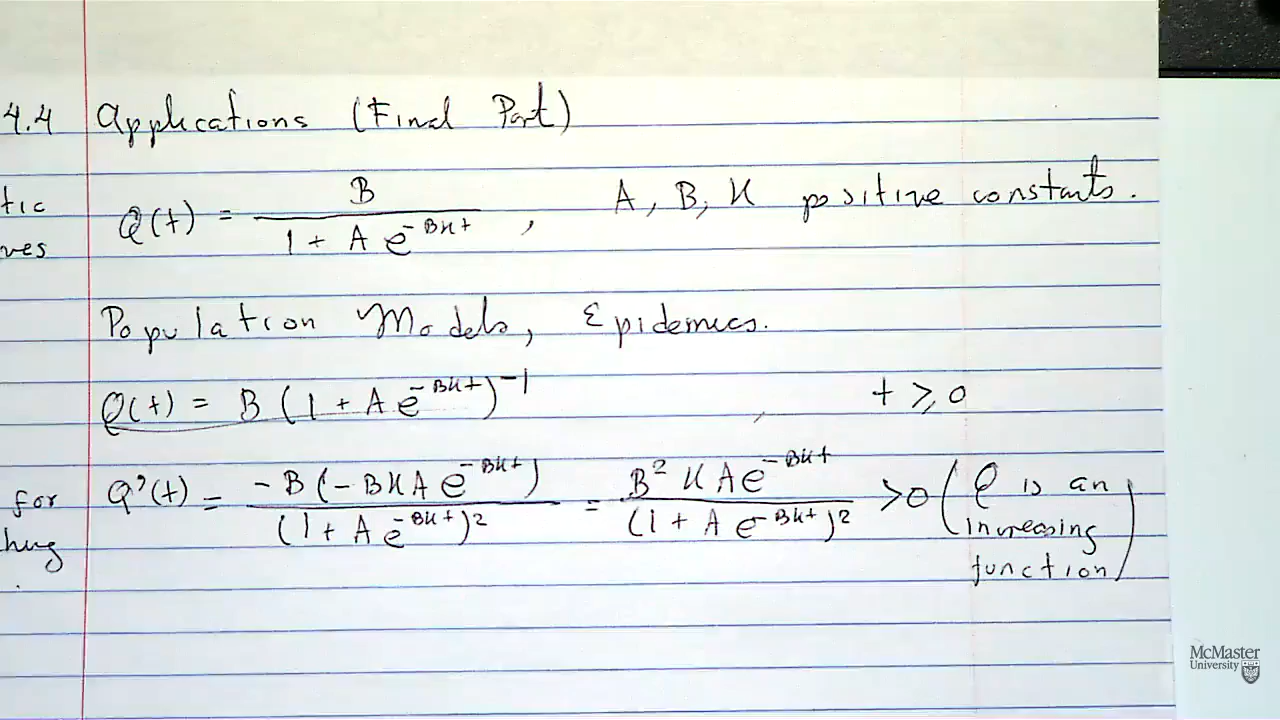 4.4 Applications (Final Part)
tic
ves
Q(t) = B / (1 + A e^{-Bkt}) , A, B, k positive constants.
Population Models, Epidemics.
Q(t) = B (1 + A e^{-Bkt})^{-1} t ⩾ 0
for
hing
Q'(t) = -B (-BkA e^{-Bkt}) / (1 + A e^{-Bkt})^2 = B^2 k A e^{-Bkt} / (1 + A e^{-Bkt})^2 > 0 (Q is an
increasing
function)
McMaster
University